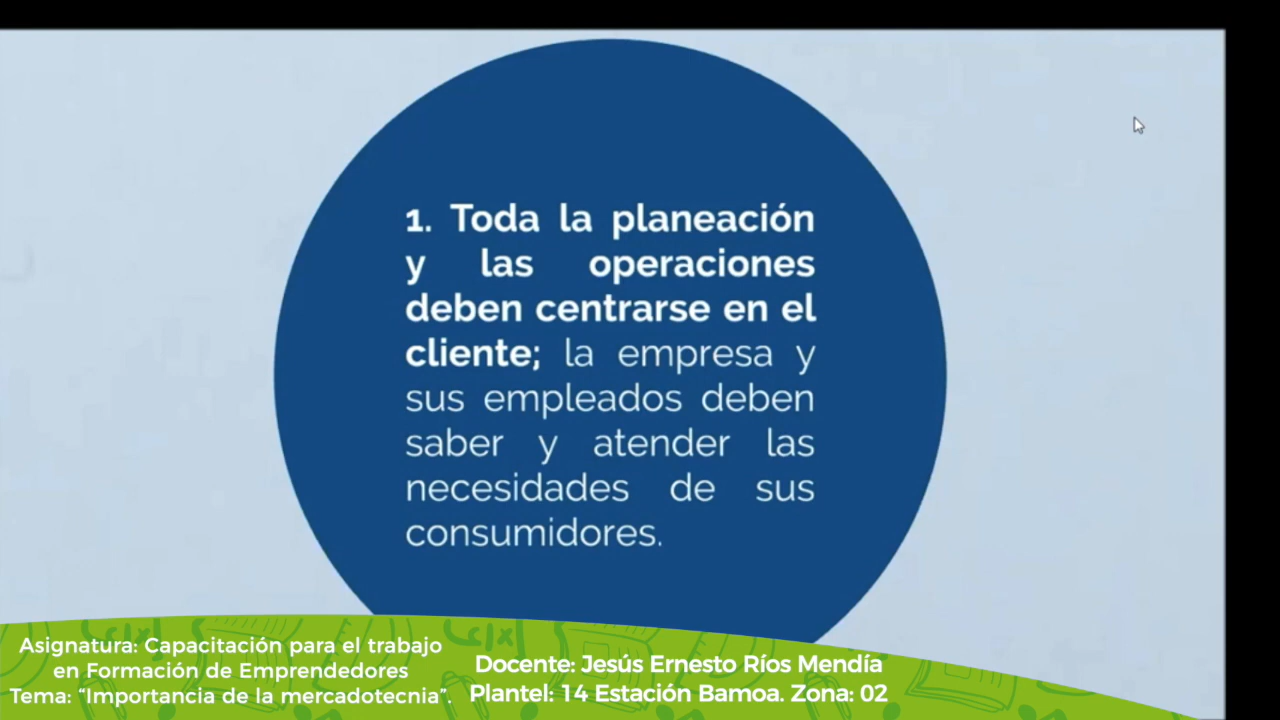 1. Toda la planeación
y las operaciones
deben centrarse en el
cliente; la empresa y
sus empleados deben
saber y atender las
necesidades de sus
consumidores.
Asignatura: Capacitación para el trabajo
en Formación de Emprendedores
Tema: “Importancia de la mercadotecnia”.
Docente: Jesús Ernesto Ríos Mendía
Plantel: 14 Estación Bamoa. Zona: 02